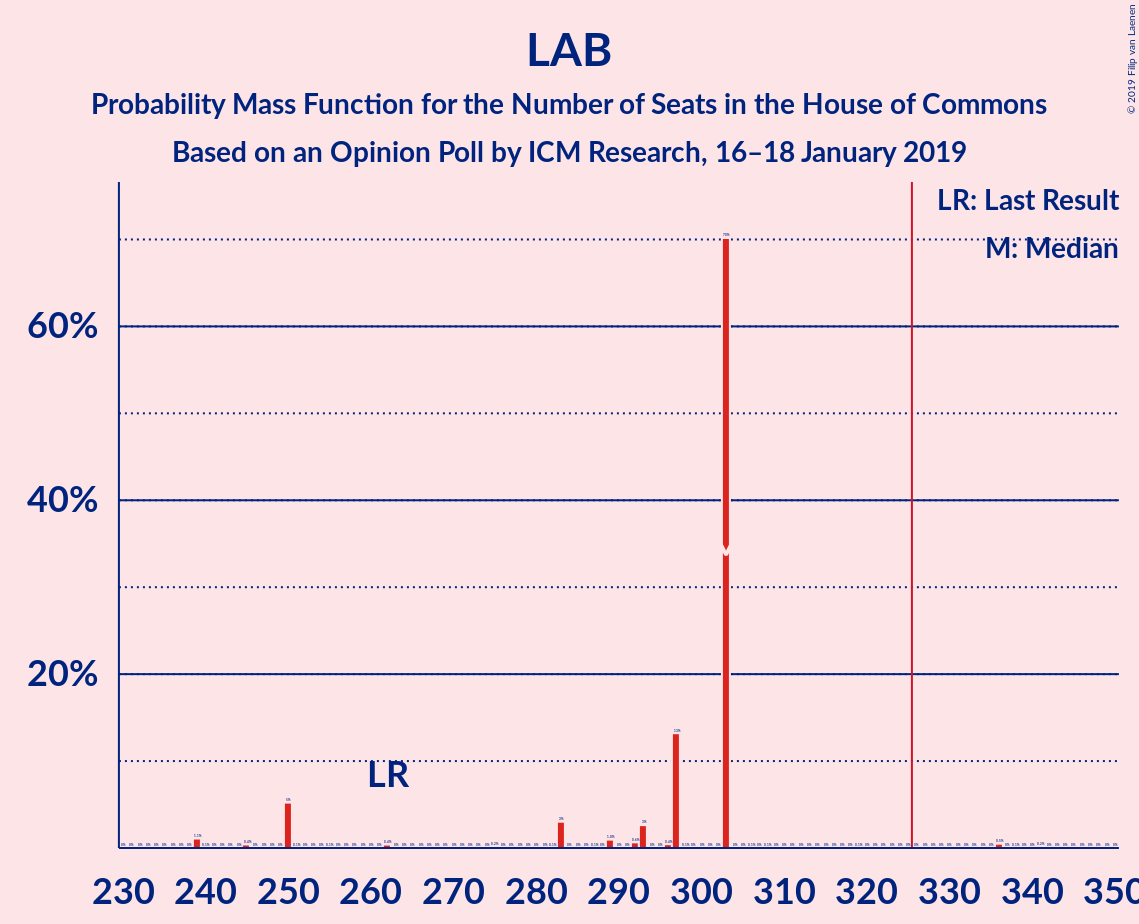 LAB
Probability Mass Function for the Number of Seats in the House of Commons
Based on an Opinion Poll by ICM Research, 16–18 January 2019
© 2019 Filip van Laenen
LR: Last Result
M: Median
60%
40%
20%
LR
230 240 250 260 270 280 290 300 310 320 330 340 350